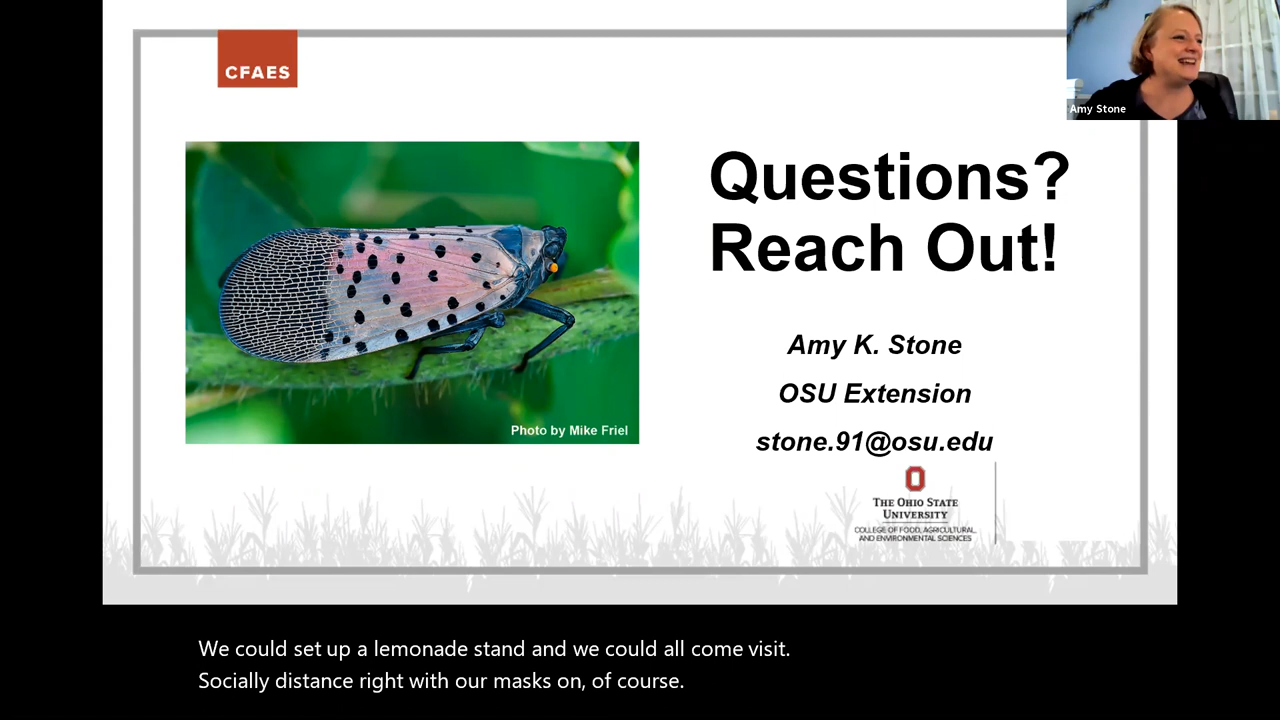 CFAES
Amy Stone
Questions?
Reach Out!
Amy K. Stone
OSU Extension
stone.91@osu.edu
Photo by Mike Friel
THE OHIO STATE
UNIVERSITY
COLLEGE OF FOOD, AGRICULTURAL,
AND ENVIRONMENTAL SCIENCES
We could set up a lemonade stand and we could all come visit.
Socially distance right with our masks on, of course.